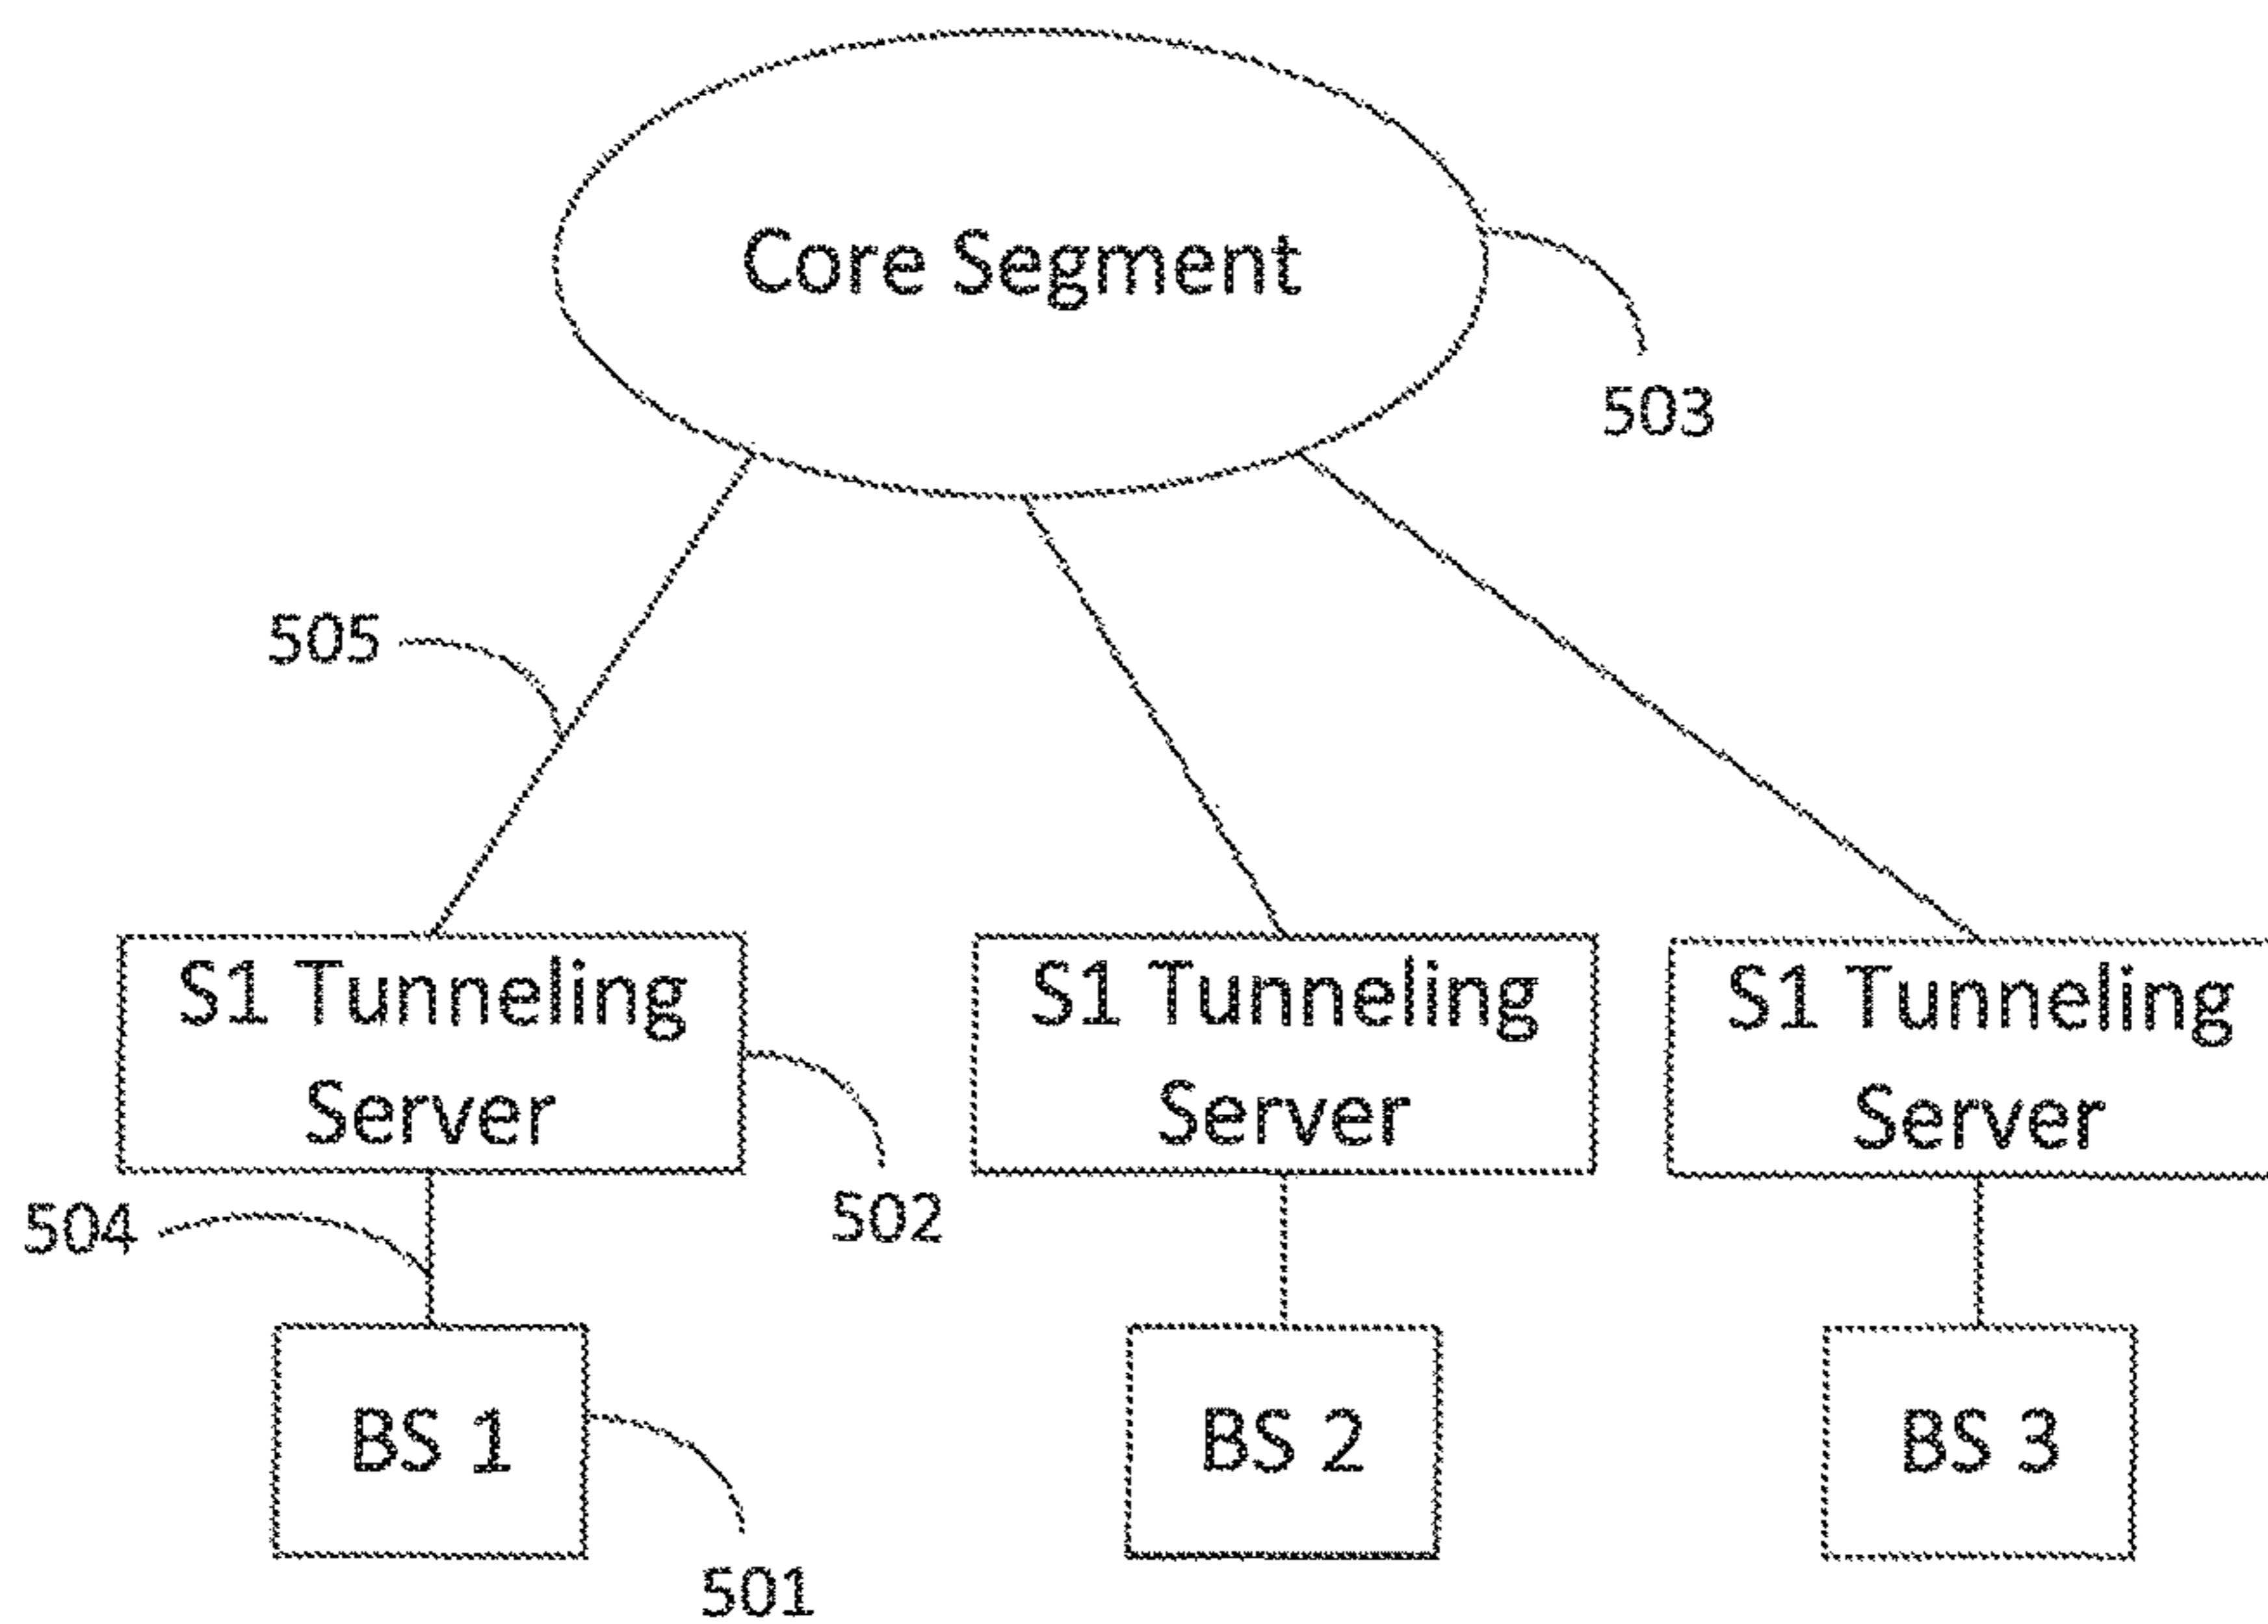 Core Segment
503
505
S1 Tunneling
Server
S1 Tunneling
Server
S1 Tunneling
Server
504
502
BS 1
BS 2
BS 3
501